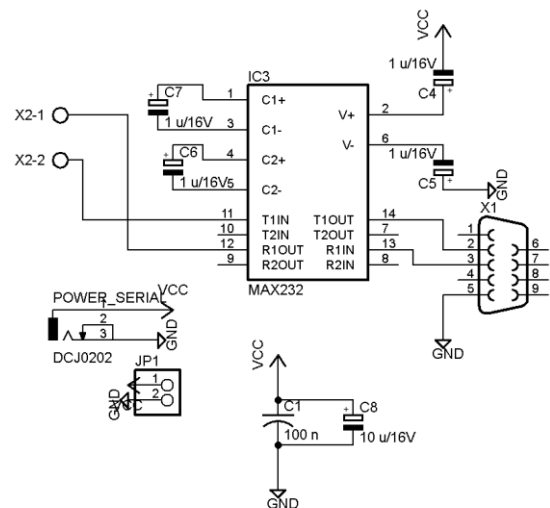 VCC
IC3
C7
1 u/16V
C4
1
C1+
V+
2
X2-1
3
C1-
1 u/16V
V-
6
C6
4
C2+
1 u/16V
X2-2
1 u/16V
5
C2-
C5
GND
X1
11
T1IN
T1OUT
14
1
10
T2IN
T2OUT
7
2
6
12
R1OUT
R1IN
13
3
7
9
R2OUT
R2IN
8
4
8
MAX232
5
9
POWER_SERIAL
VCC
1
2
3
GND
DCJ0202
GND
JP1
VCC
1
2
GND
VCC
C1
C8
100 n
10 u/16V
GND